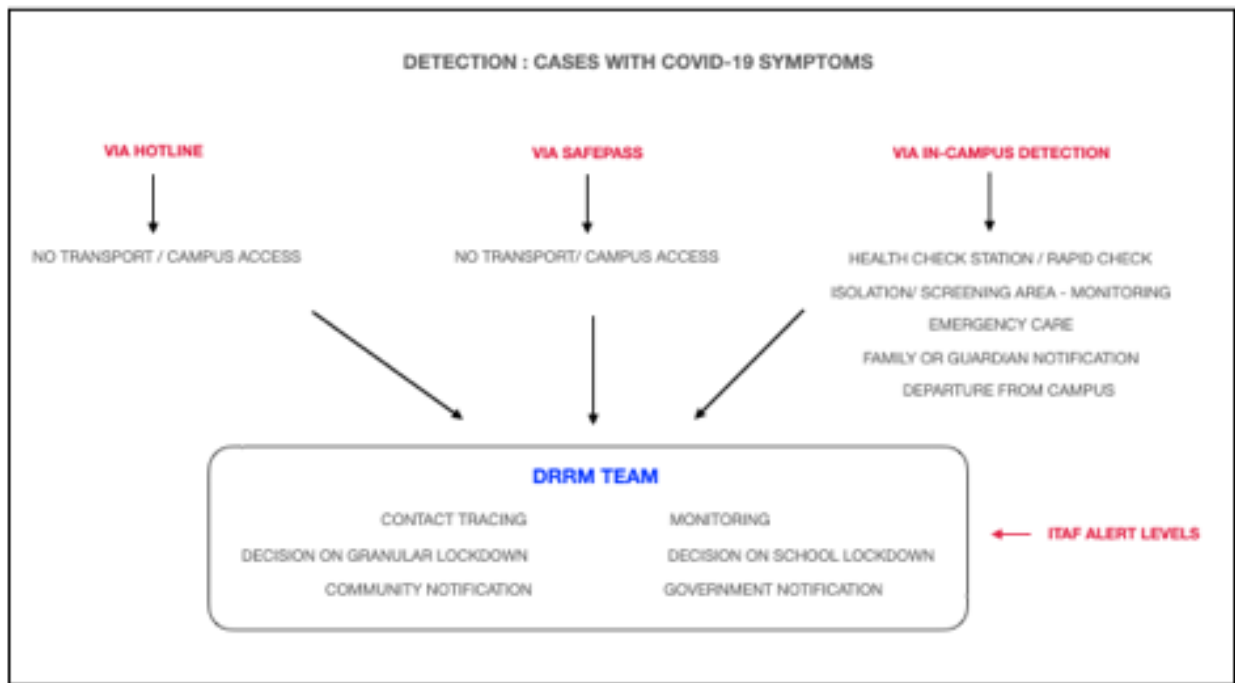 DETECTION : CASES WITH COVID-19 SYMPTOMS
VIA HOTLINE
VIA SAFEPASS
VIA IN-CAMPUS DETECTION
NO TRANSPORT / CAMPUS ACCESS
NO TRANSPORT/ CAMPUS ACCESS
HEALTH CHECK STATION / RAPID CHECK
ISOLATION/ SCREENING AREA - MONITORING
EMERGENCY CARE
FAMILY OR GUARDIAN NOTIFICATION
DEPARTURE FROM CAMPUS
DRRM TEAM
CONTACT TRACING
MONITORING
DECISION ON GRANULAR LOCKDOWN
DECISION ON SCHOOL LOCKDOWN
COMMUNITY NOTIFICATION
GOVERNMENT NOTIFICATION
ITAF ALERT LEVELS